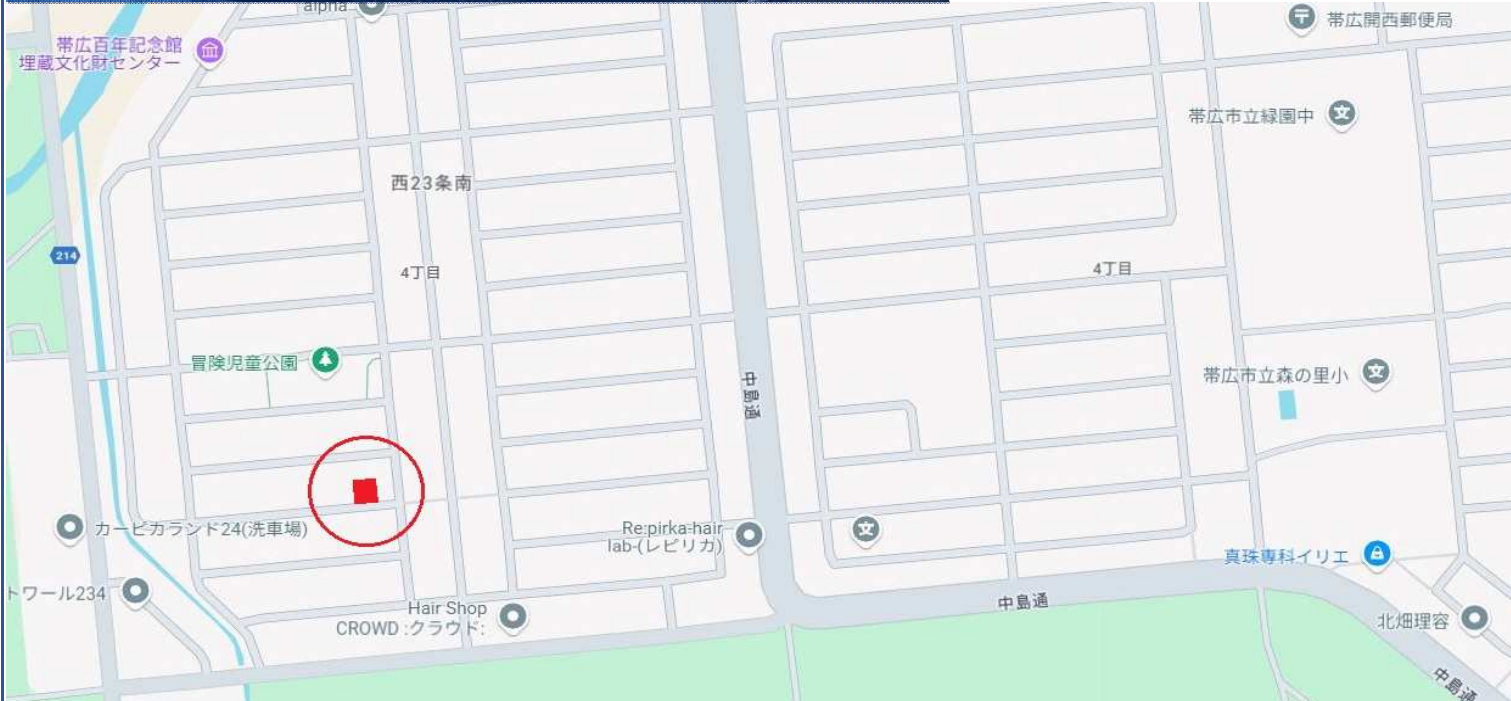 alpha
帯広百年記念館
埋蔵文化財センター
帯広開西郵便局
帯広市立緑園中
西23条南
214
4丁目
4丁目
冒険児童公園
帯広市立森の里小
中島通
カーピカランド24(洗車場)
Re:pirka-hair
lab-(レピリカ)
真珠専科イリエ
トワール234
Hair Shop
CROWD :クラウド:
中島通
北畑理容
中島通